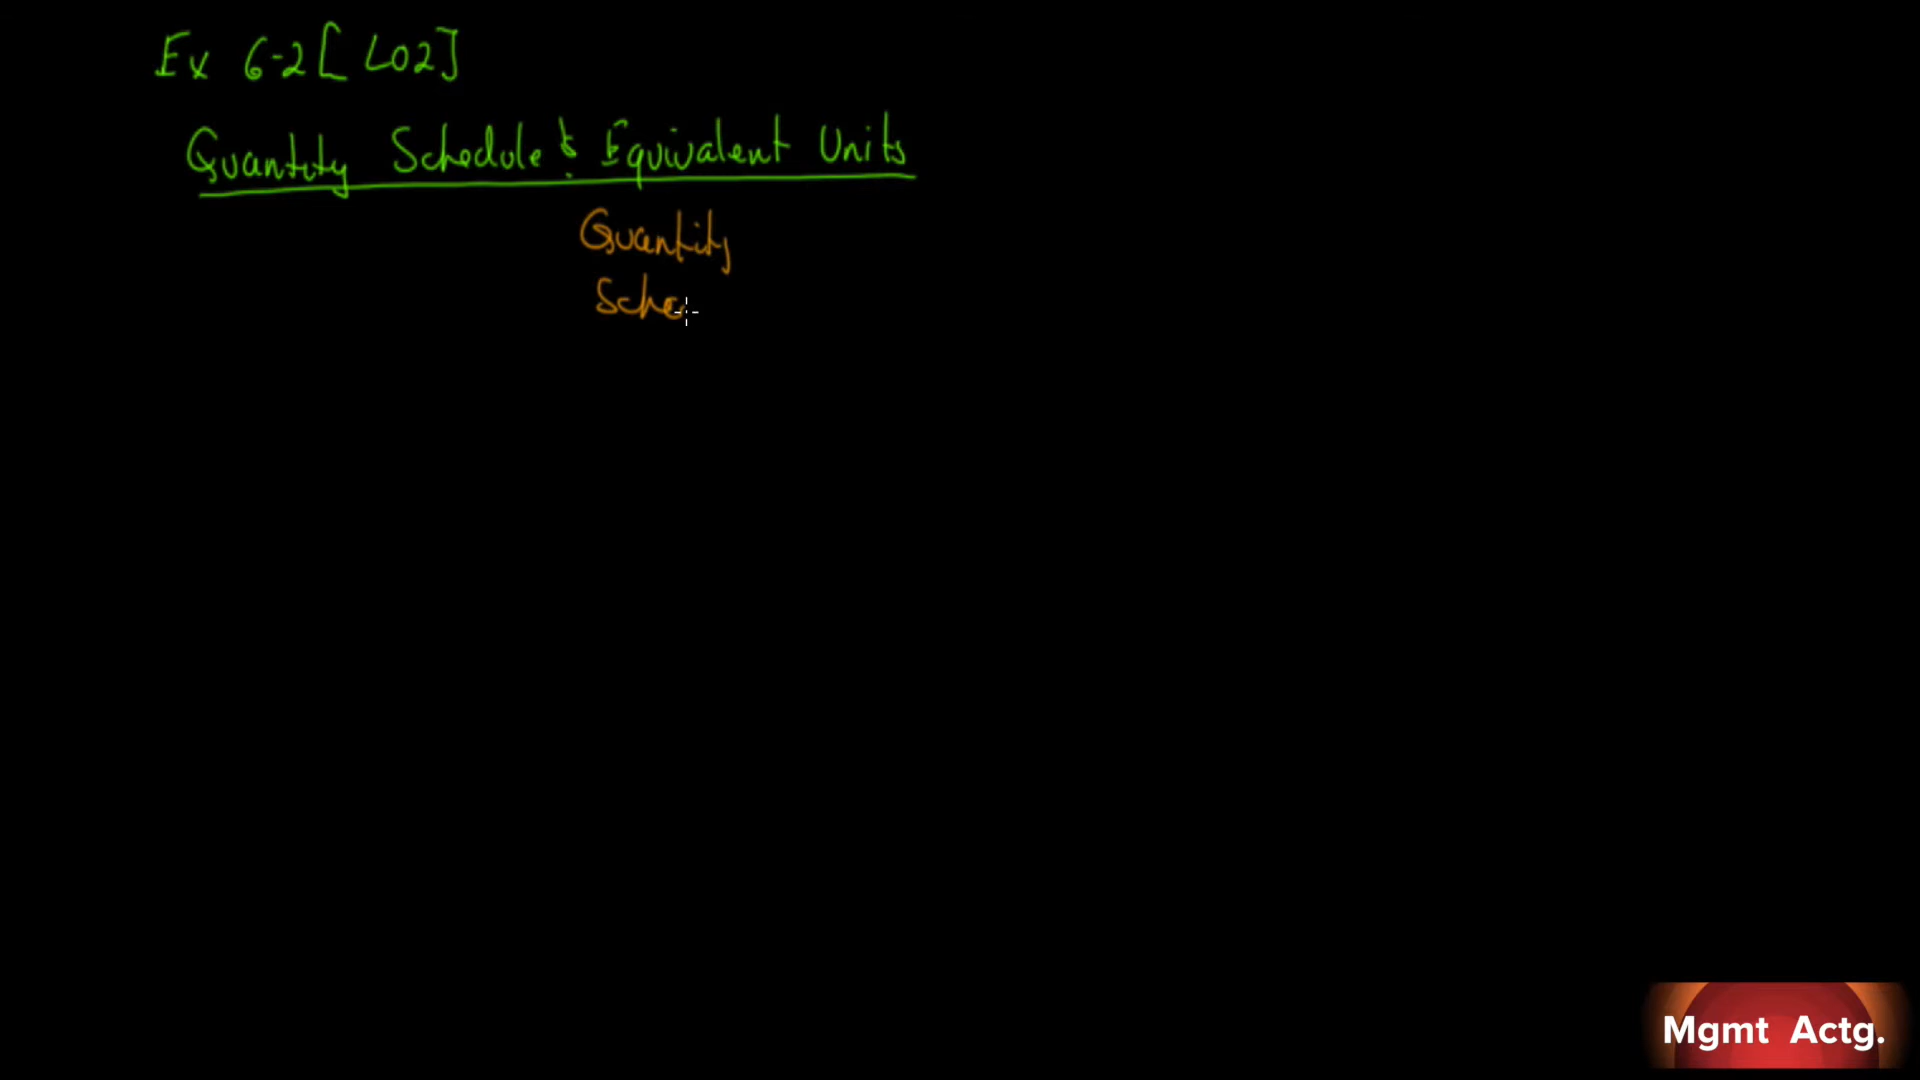 Ex 6-2 [LO2]
Quantity Schedule & Equivalent Units
Quantity
Sche
Mgmt Actg.